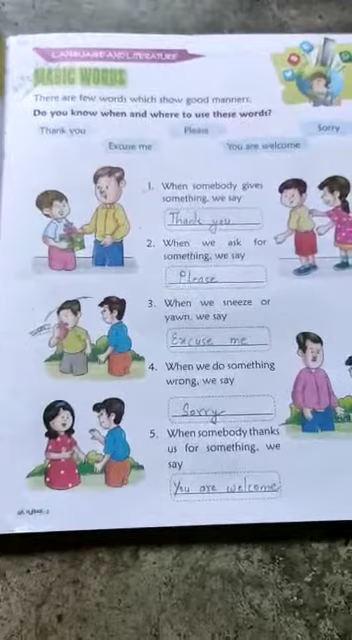 LANGUAGE AND LITERATURE
MAGIC WORDS
There are few words which show good manners.
Do you know when and where to use these words?
Thank you
Please
Sorry
Excuse me
You are welcome
1. When somebody gives
something, we say
Thank you
2. When we ask for
something, we say
Please
3. When we sneeze or
yawn, we say
Excuse me
4. When we do something
wrong, we say
Sorry
5. When somebody thanks
us for something, we
say
You are welcome